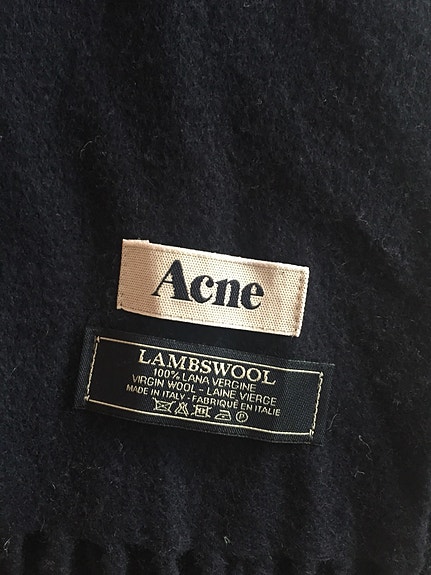 Acne
LAMBSWOOL
100% LANA VERGINE
VIRGIN WOOL - LAINE VIERGE
MADE IN ITALY - FABRIQUÉ EN ITALIE
P